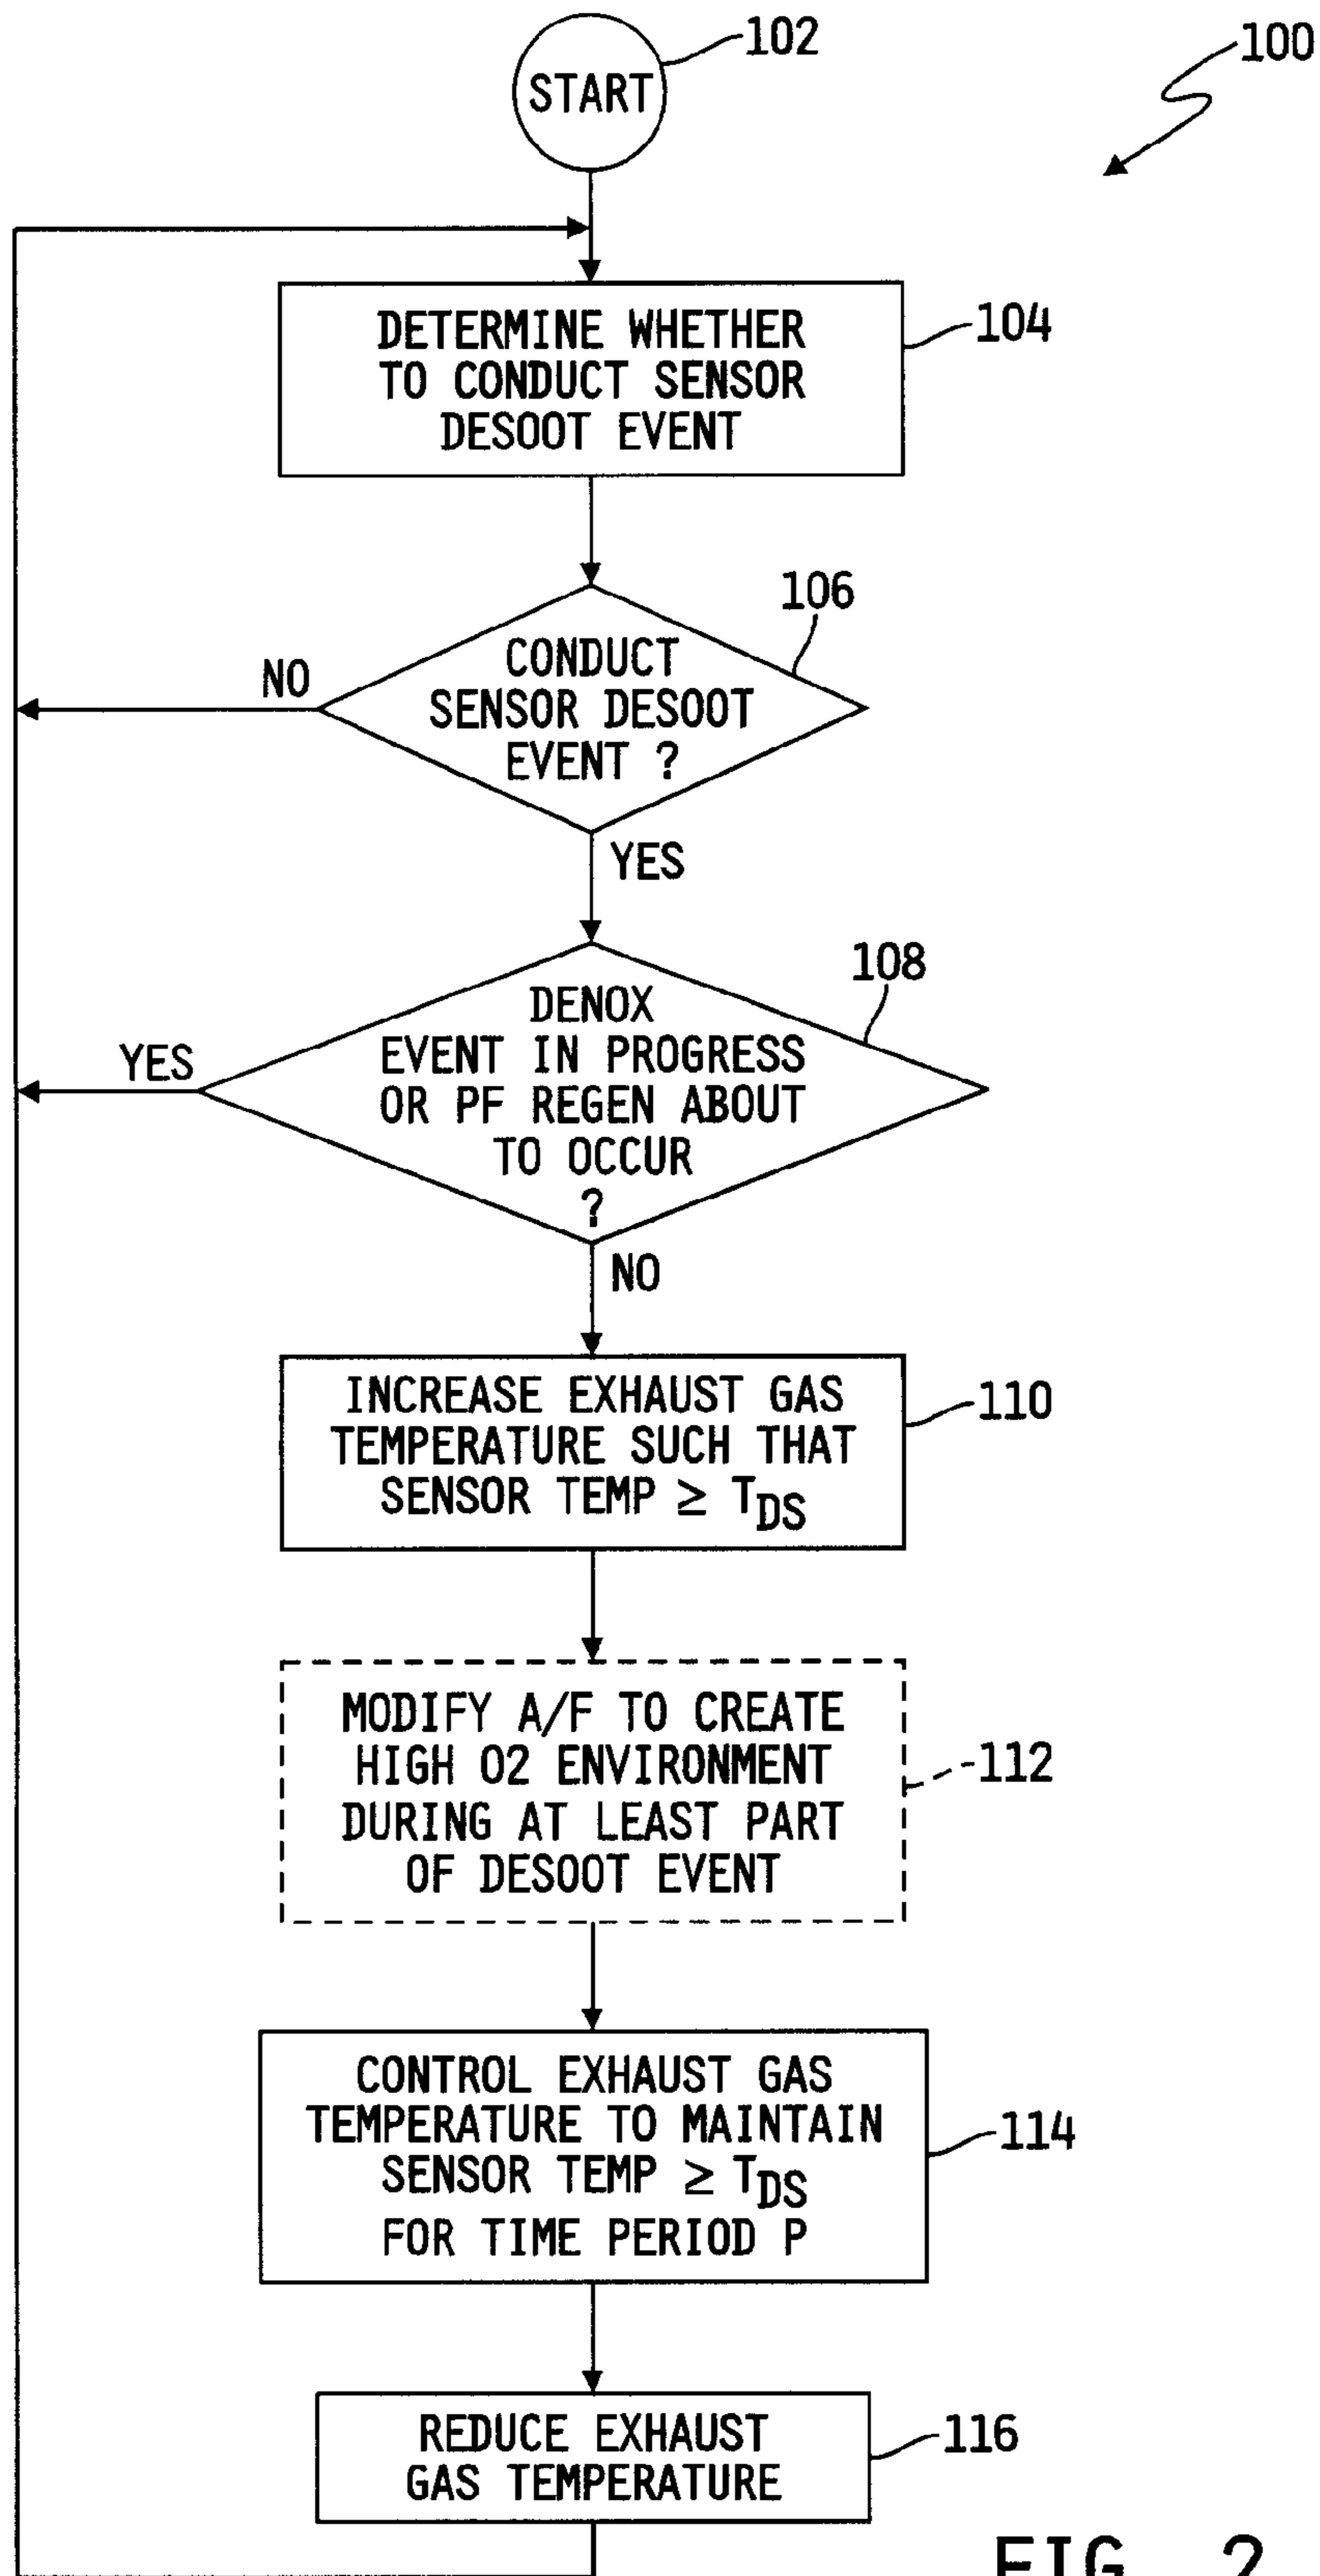 102
100
START
DETERMINE WHETHER
TO CONDUCT SENSOR
DESOOT EVENT
104
106
CONDUCT
SENSOR DESOOT
EVENT ?
NO
YES
108
DENOX
EVENT IN PROGRESS
OR PF REGEN ABOUT
TO OCCUR
?
YES
NO
INCREASE EXHAUST GAS
TEMPERATURE SUCH THAT
SENSOR TEMP ≥ TDS
110
MODIFY A/F TO CREATE
HIGH O2 ENVIRONMENT
DURING AT LEAST PART
OF DESOOT EVENT
112
CONTROL EXHAUST GAS
TEMPERATURE TO MAINTAIN
SENSOR TEMP ≥ TDS
FOR TIME PERIOD P
114
REDUCE EXHAUST
GAS TEMPERATURE
116
FIG. 2